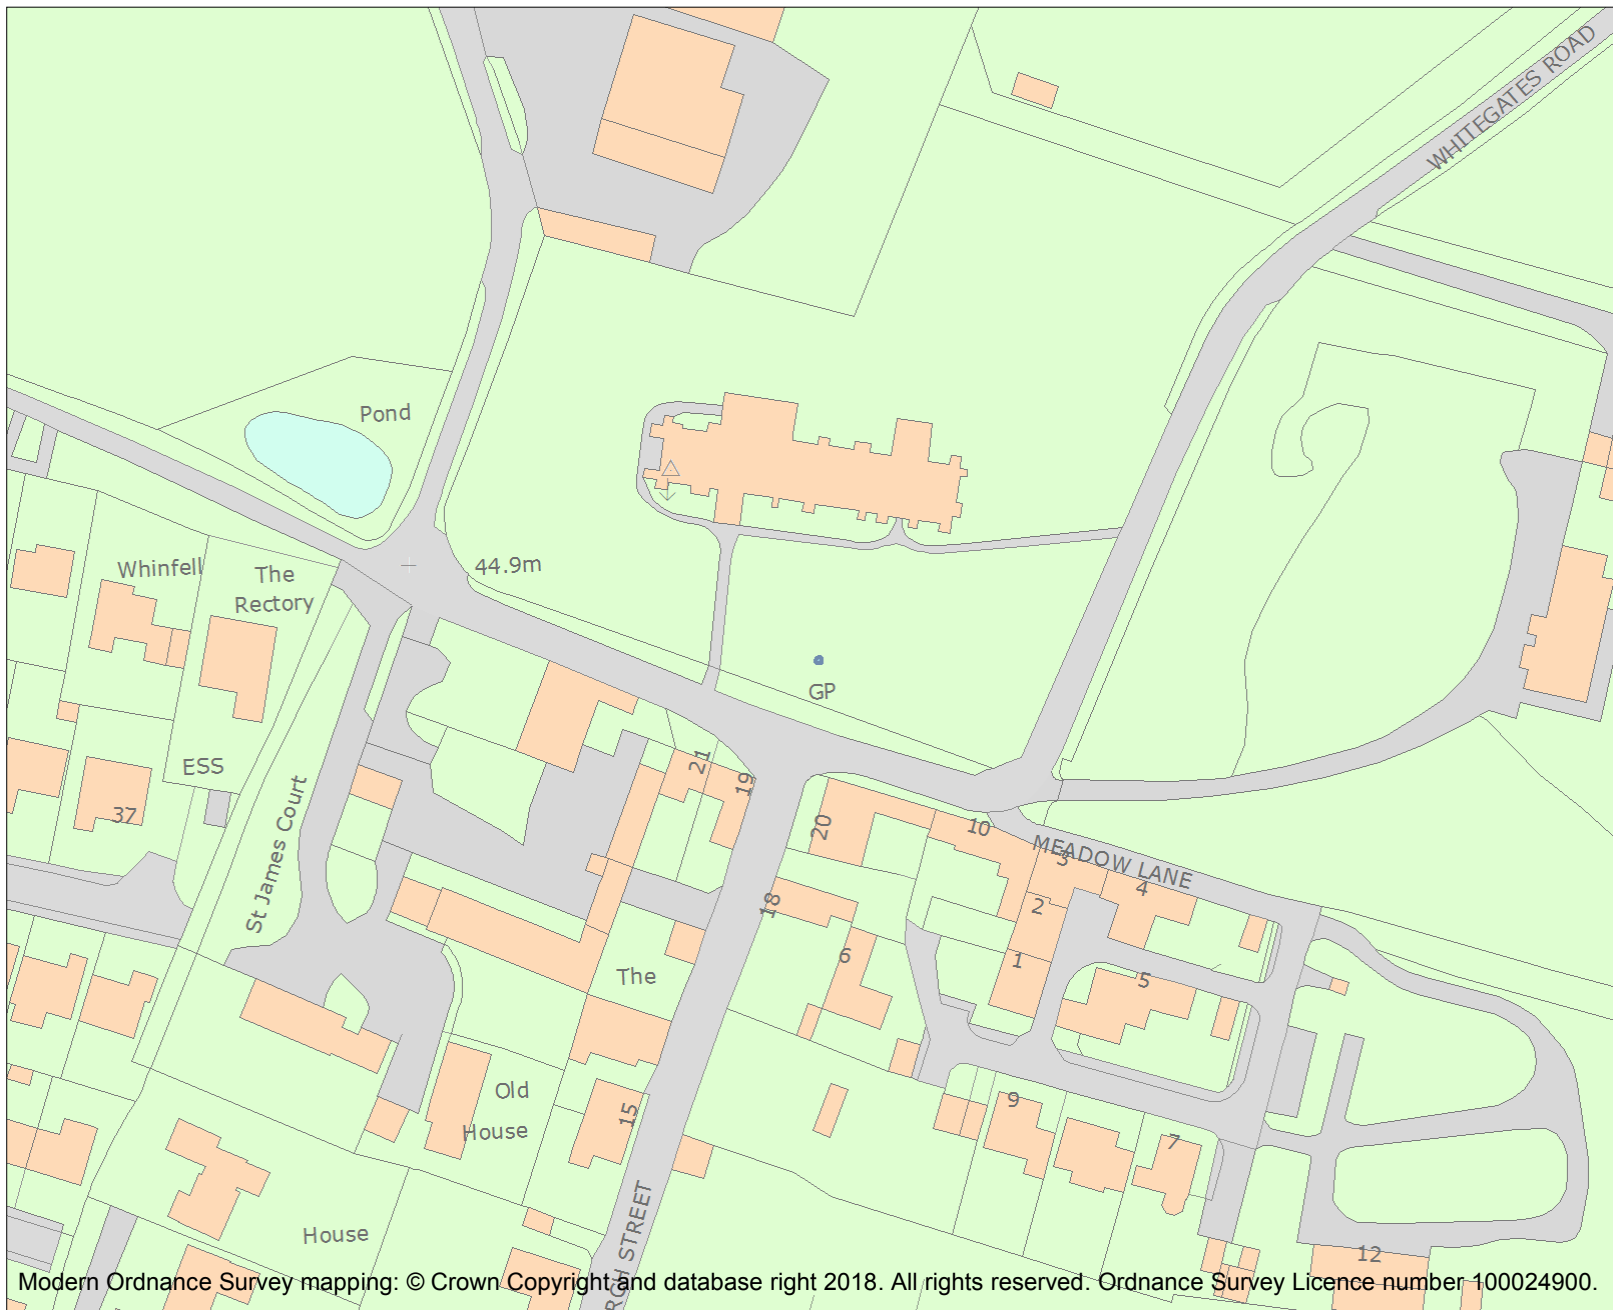 WHITEGATES ROAD
Pond
44.9m
Whinfell
The
Rectory
GP
ESS
37
St James Court
21
19
20
10
MEADOW LANE
3
4
2
18
6
1
5
The
Old
House
15
9
7
House
RCH STREET
12
Modern Ordnance Survey mapping: © Crown Copyright and database right 2018. All rights reserved. Ordnance Survey Licence number 100024900.